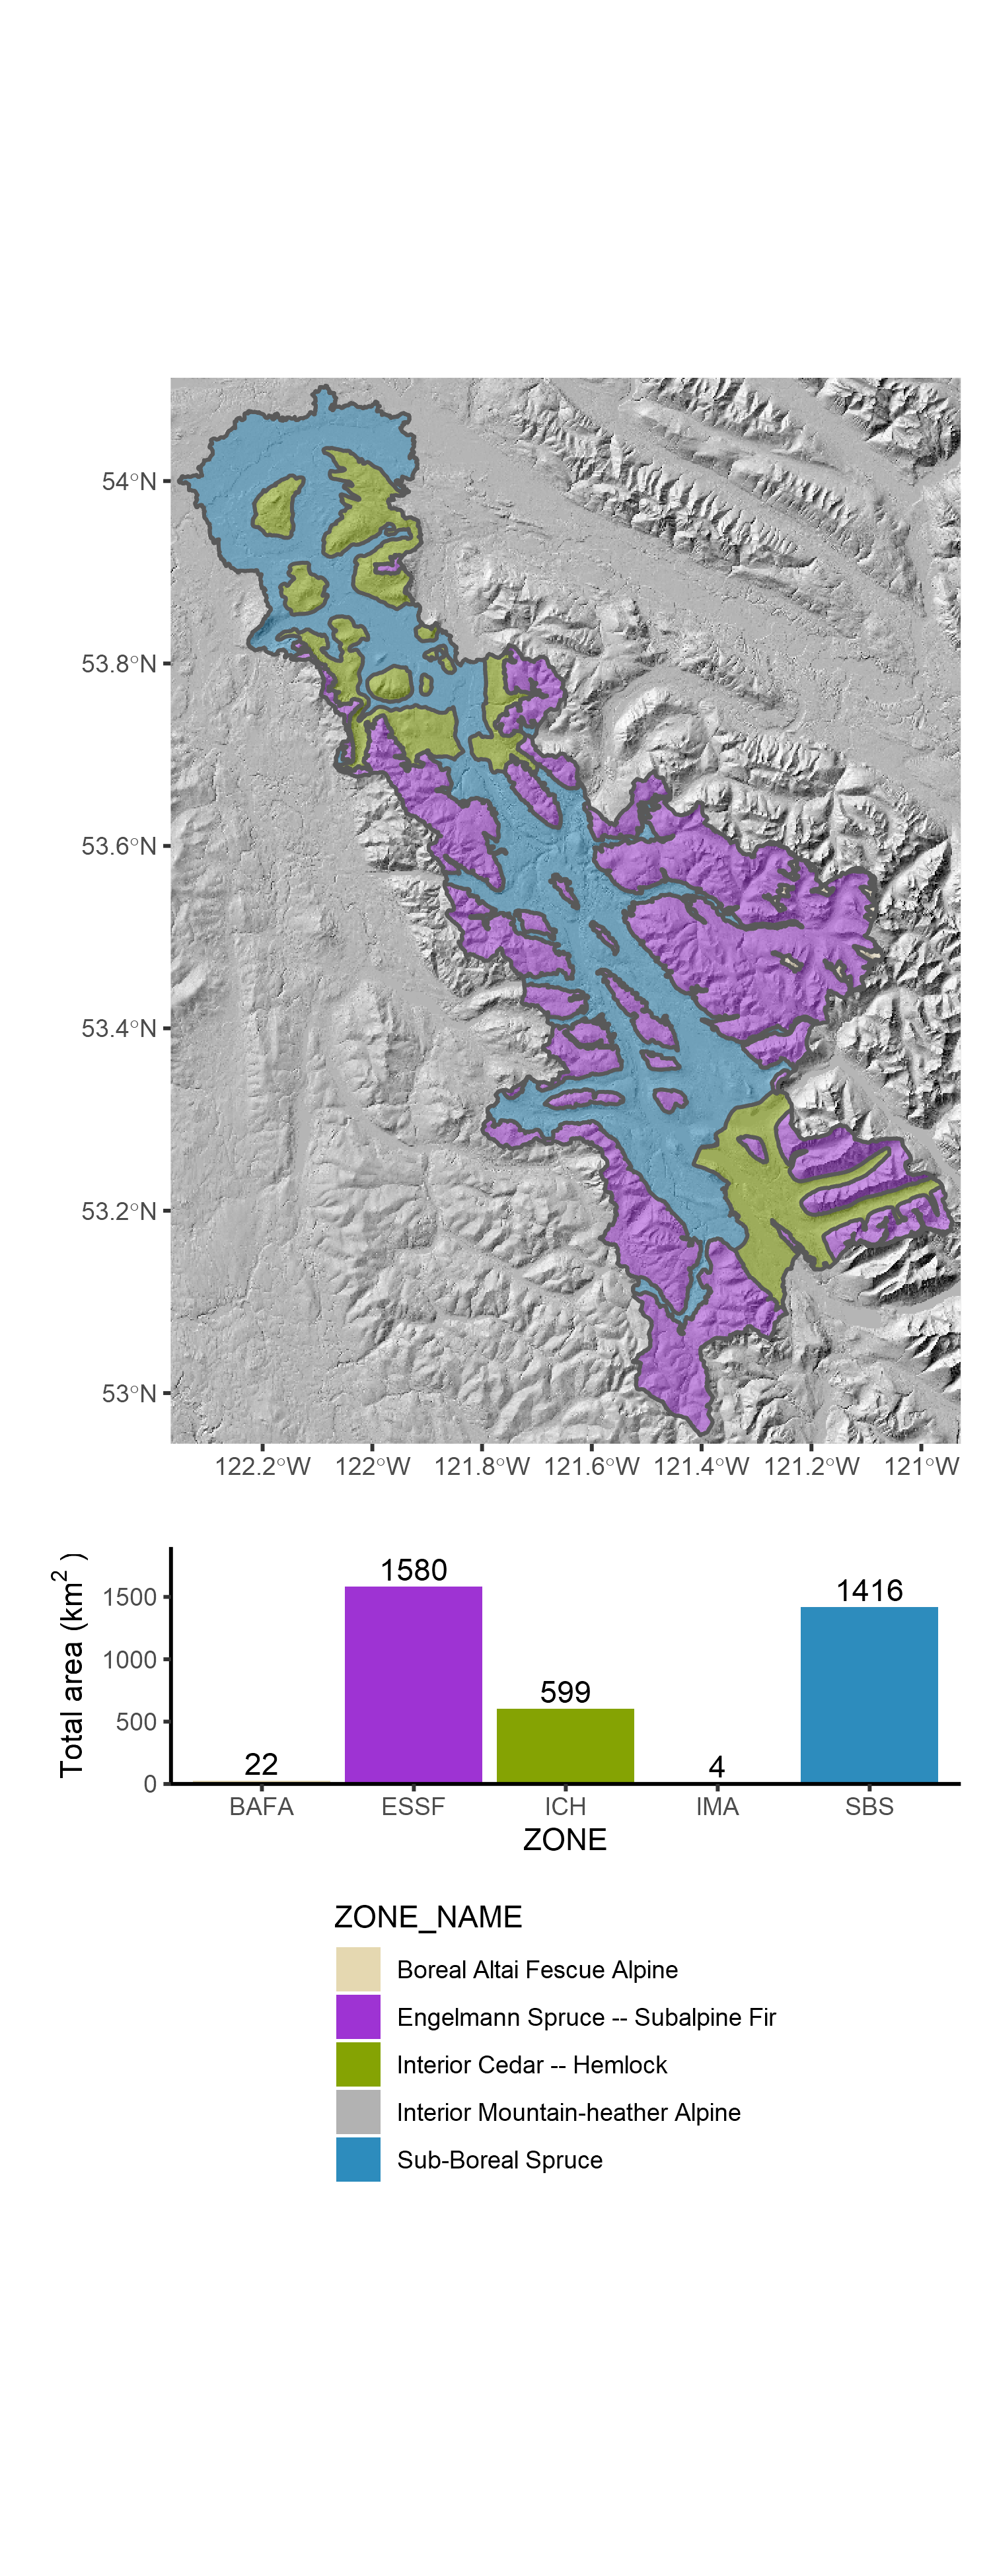 54°N
53.8°N
53.6°N
53.4°N
53.2°N
53°N
122.2°W 122°W 121.8°W 121.6°W 121.4°W 121.2°W 121°W
Total area (km² )
1500
1000
500
0
22
1580
599
4
1416
BAFA ESSF ICH IMA SBS
ZONE
ZONE_NAME
Boreal Altai Fescue Alpine
Engelmann Spruce -- Subalpine Fir
Interior Cedar -- Hemlock
Interior Mountain-heather Alpine
Sub-Boreal Spruce